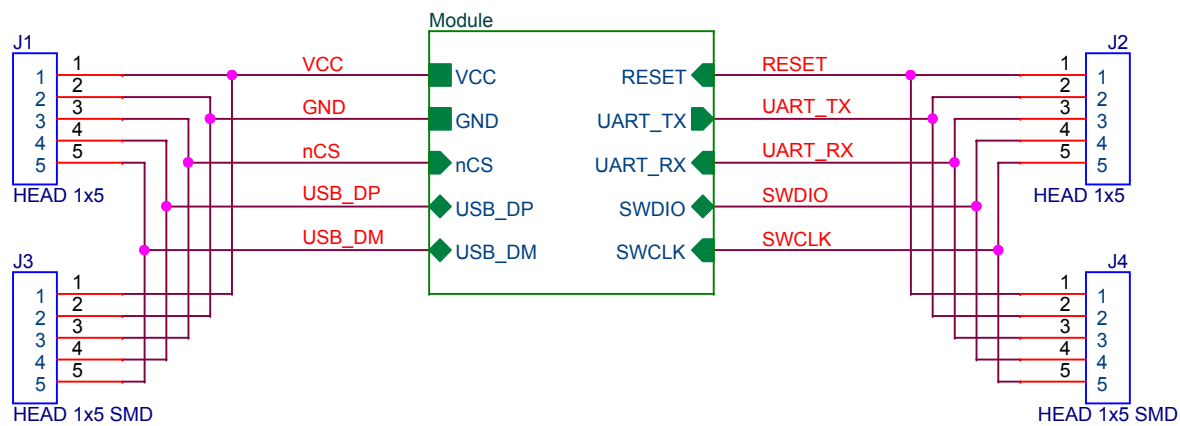 Module
J1
1
2
3
4
5
1
2
3
4
5
HEAD 1x5
VCC
GND
nCS
USB_DP
USB_DM
VCC
GND
nCS
USB_DP
USB_DM
RESET
UART_TX
UART_RX
SWDIO
SWCLK
RESET
UART_TX
UART_RX
SWDIO
SWCLK
J2
1
2
3
4
5
1
2
3
4
5
HEAD 1x5
J3
1
2
3
4
5
1
2
3
4
5
HEAD 1x5 SMD
J4
1
2
3
4
5
1
2
3
4
5
HEAD 1x5 SMD